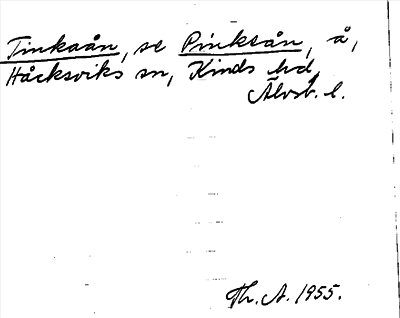 Tinkaån, se Pinkaån, å,
Håcksviks sn, Kinds hd,
Älvsb. l.
Th. A. 1955.